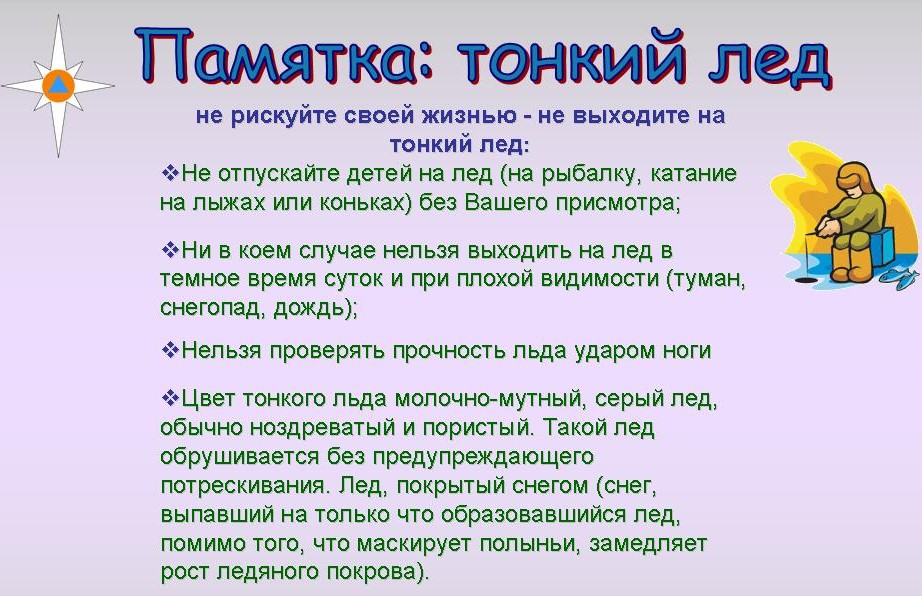 Памятка: тонкий лед
не рискуйте своей жизнью - не выходите на
тонкий лед:
❖Не отпускайте детей на лед (на рыбалку, катание
на лыжах или коньках) без Вашего присмотра;
❖Ни в коем случае нельзя выходить на лед в
темное время суток и при плохой видимости (туман,
снегопад, дождь);
❖Нельзя проверять прочность льда ударом ноги
❖Цвет тонкого льда молочно-мутный, серый лед,
обычно ноздреватый и пористый. Такой лед
обрушивается без предупреждающего
потрескивания. Лед, покрытый снегом (снег,
выпавший на только что образовавшийся лед,
помимо того, что маскирует полыньи, замедляет
рост ледяного покрова).